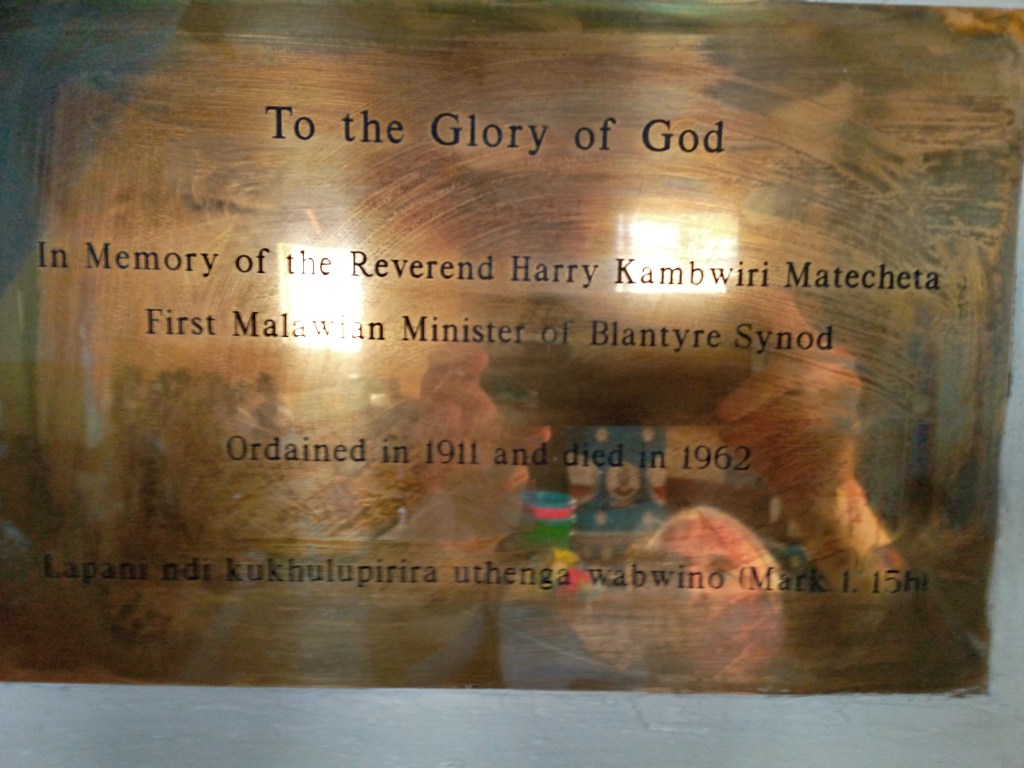 To the Glory of God
In Memory of the Reverend Harry Kambwiri Matecheta
First Malawian Minister of Blantyre Synod
Ordained in 1911 and died in 1962
Lapani ndi kukhulupirira uthenga wabwino (Mark 1. 15b)